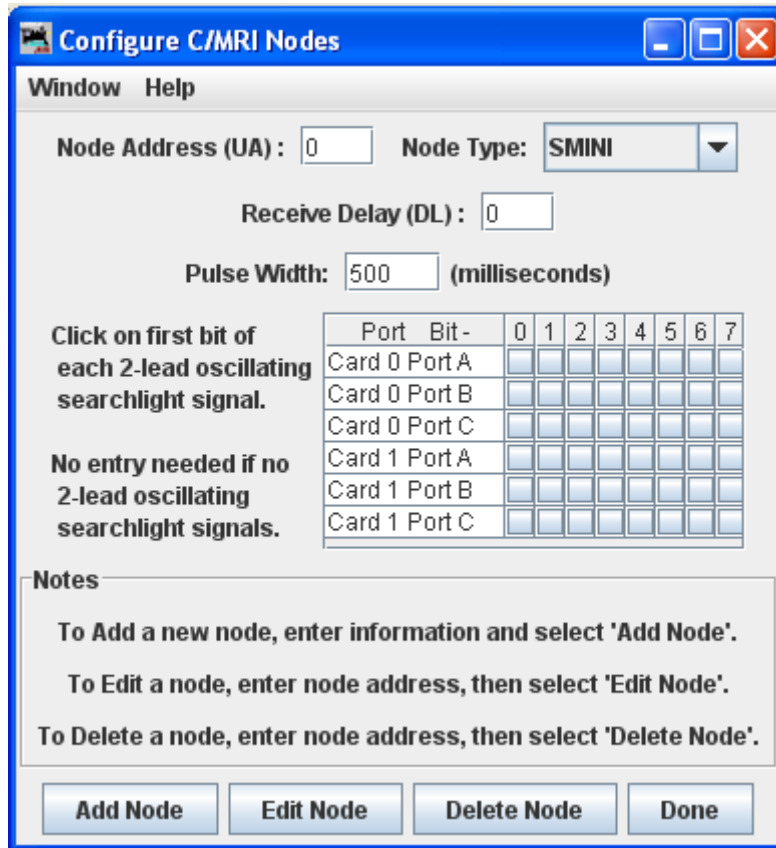 Configure C/MRI Nodes
Window Help
Node Address (UA) : 0 Node Type: SMINI
Receive Delay (DL) : 0
Pulse Width: 500 (milliseconds)
Click on first bit of
each 2-lead oscillating
searchlight signal.
No entry needed if no
2-lead oscillating
searchlight signals.
Port Bit - 0 1 2 3 4 5 6 7
Card 0 Port A
Card 0 Port B
Card 0 Port C
Card 1 Port A
Card 1 Port B
Card 1 Port C
Notes
To Add a new node, enter information and select 'Add Node'.
To Edit a node, enter node address, then select 'Edit Node'.
To Delete a node, enter node address, then select 'Delete Node'.
Add Node Edit Node Delete Node Done